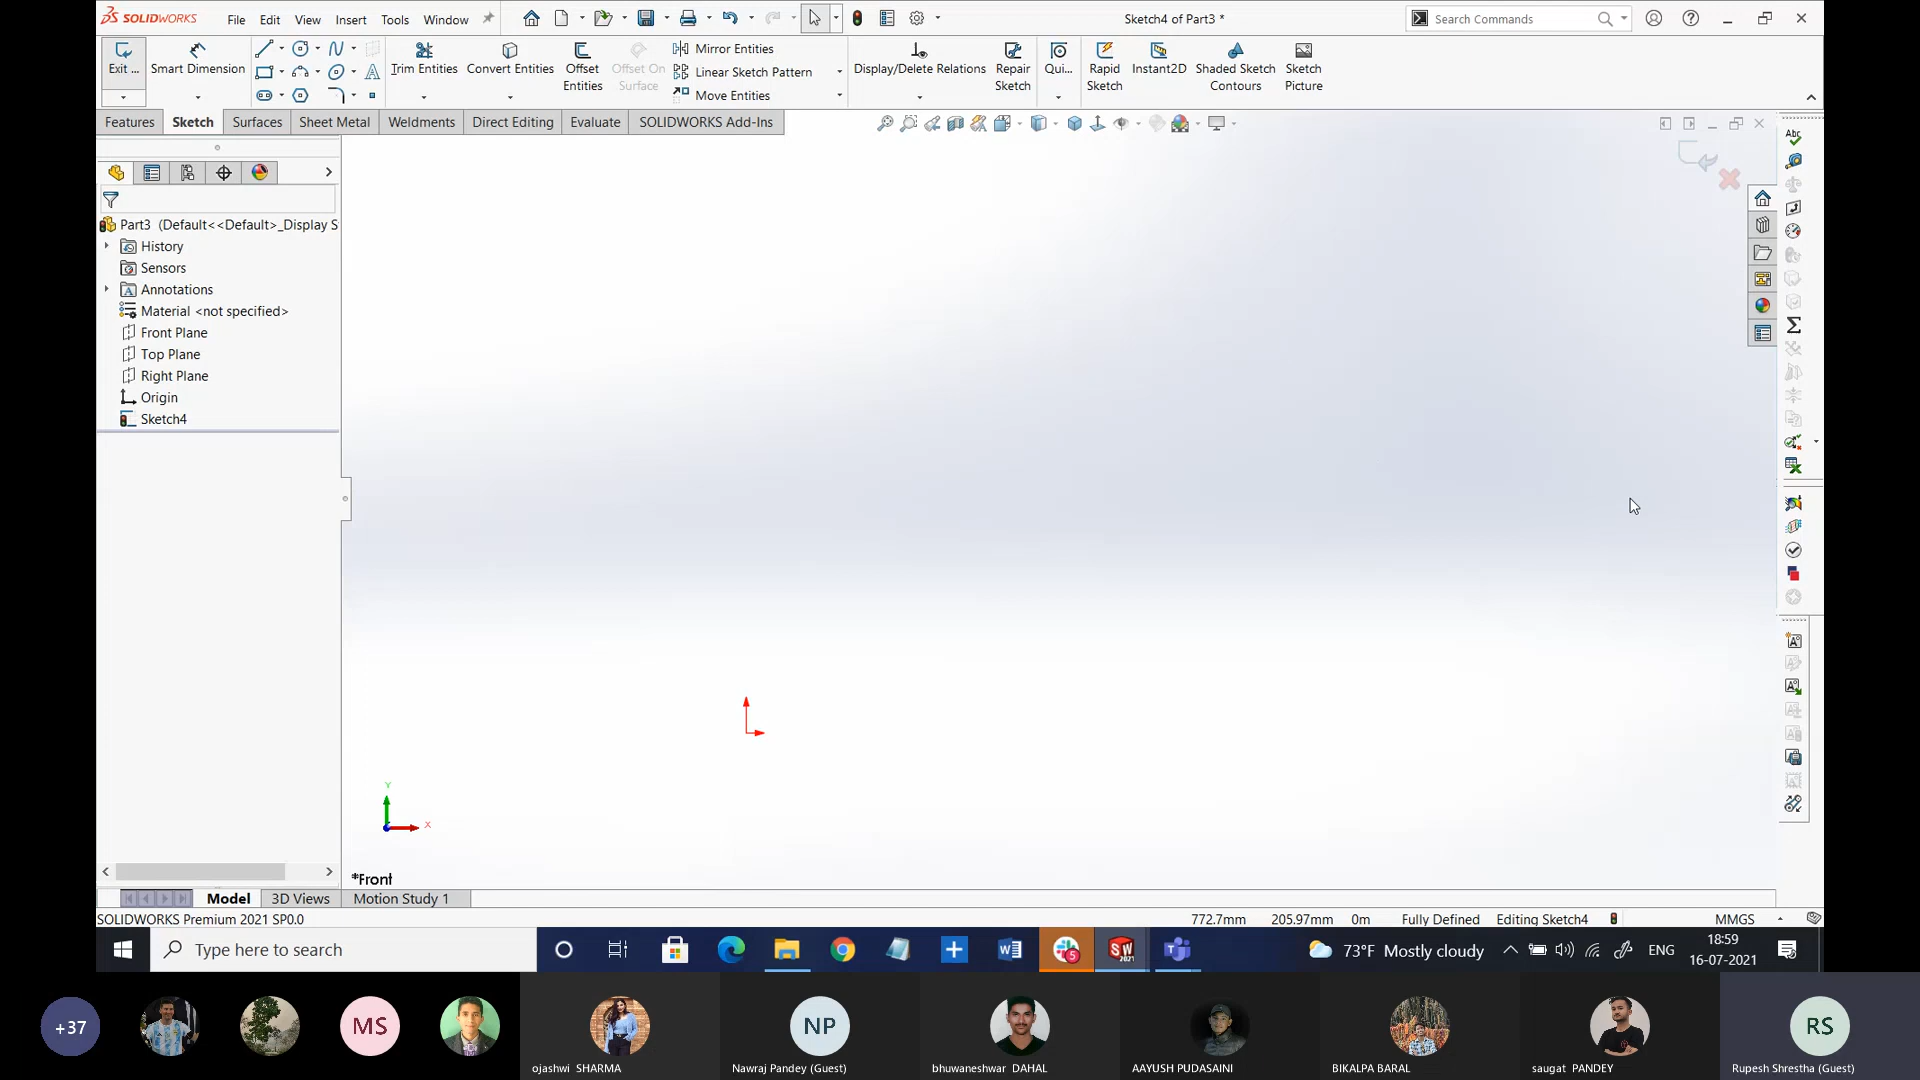 SOLIDWORKS File Edit View Insert Tools Window Sketch4 of Part3 * Search Commands
Exit ... Smart Dimension Trim Entities Convert Entities Offset Entities Offset On Surface Mirror Entities Linear Sketch Pattern Move Entities Display/Delete Relations Repair Sketch Qui... Rapid Sketch Instant2D Shaded Sketch Contours Sketch Picture
Features Sketch Surfaces Sheet Metal Weldments Direct Editing Evaluate SOLIDWORKS Add-Ins
Abc
Part3 (Default<<Default>_Display S
History
Sensors
Annotations
Material <not specified>
Front Plane
Top Plane
Right Plane
Origin
Sketch4
Y
X
*Front
Model 3D Views Motion Study 1
SOLIDWORKS Premium 2021 SP0.0 772.7mm 205.97mm 0m Fully Defined Editing Sketch4 MMGS
Type here to search 73°F Mostly cloudy ENG 18:59
16-07-2021
+37 MS NP RS
ojashwi SHARMA Nawraj Pandey (Guest) bhuwaneshwar DAHAL AAYUSH PUDASAINI BIKALPA BARAL saugat PANDEY Rupesh Shrestha (Guest)